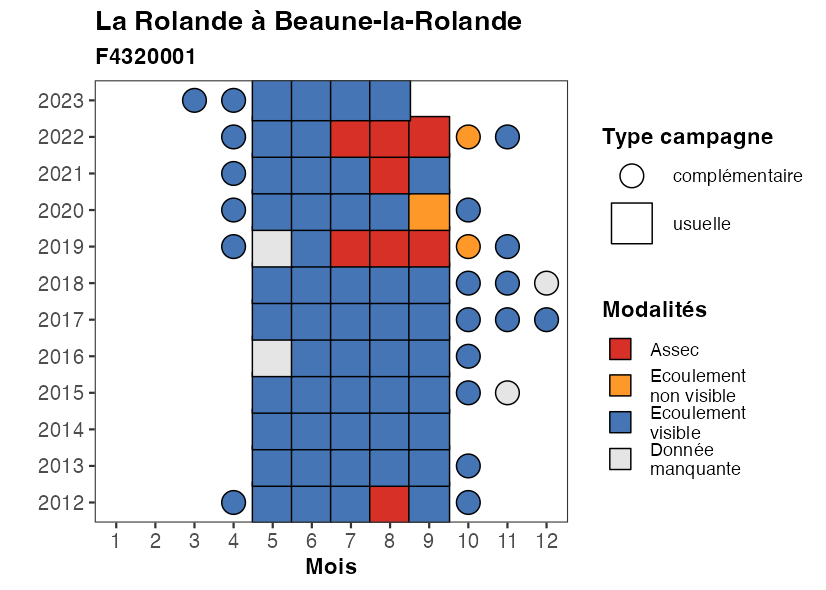 La Rolande à Beaune-la-Rolande
F4320001
2023
2022
2021
2020
2019
2018
2017
2016
2015
2014
2013
2012
1 2 3 4 5 6 7 8 9 10 11 12
Mois
Type campagne
complémentaire
usuelle
Modalités
Assec
Ecoulement
non visible
Ecoulement
visible
Donnée
manquante